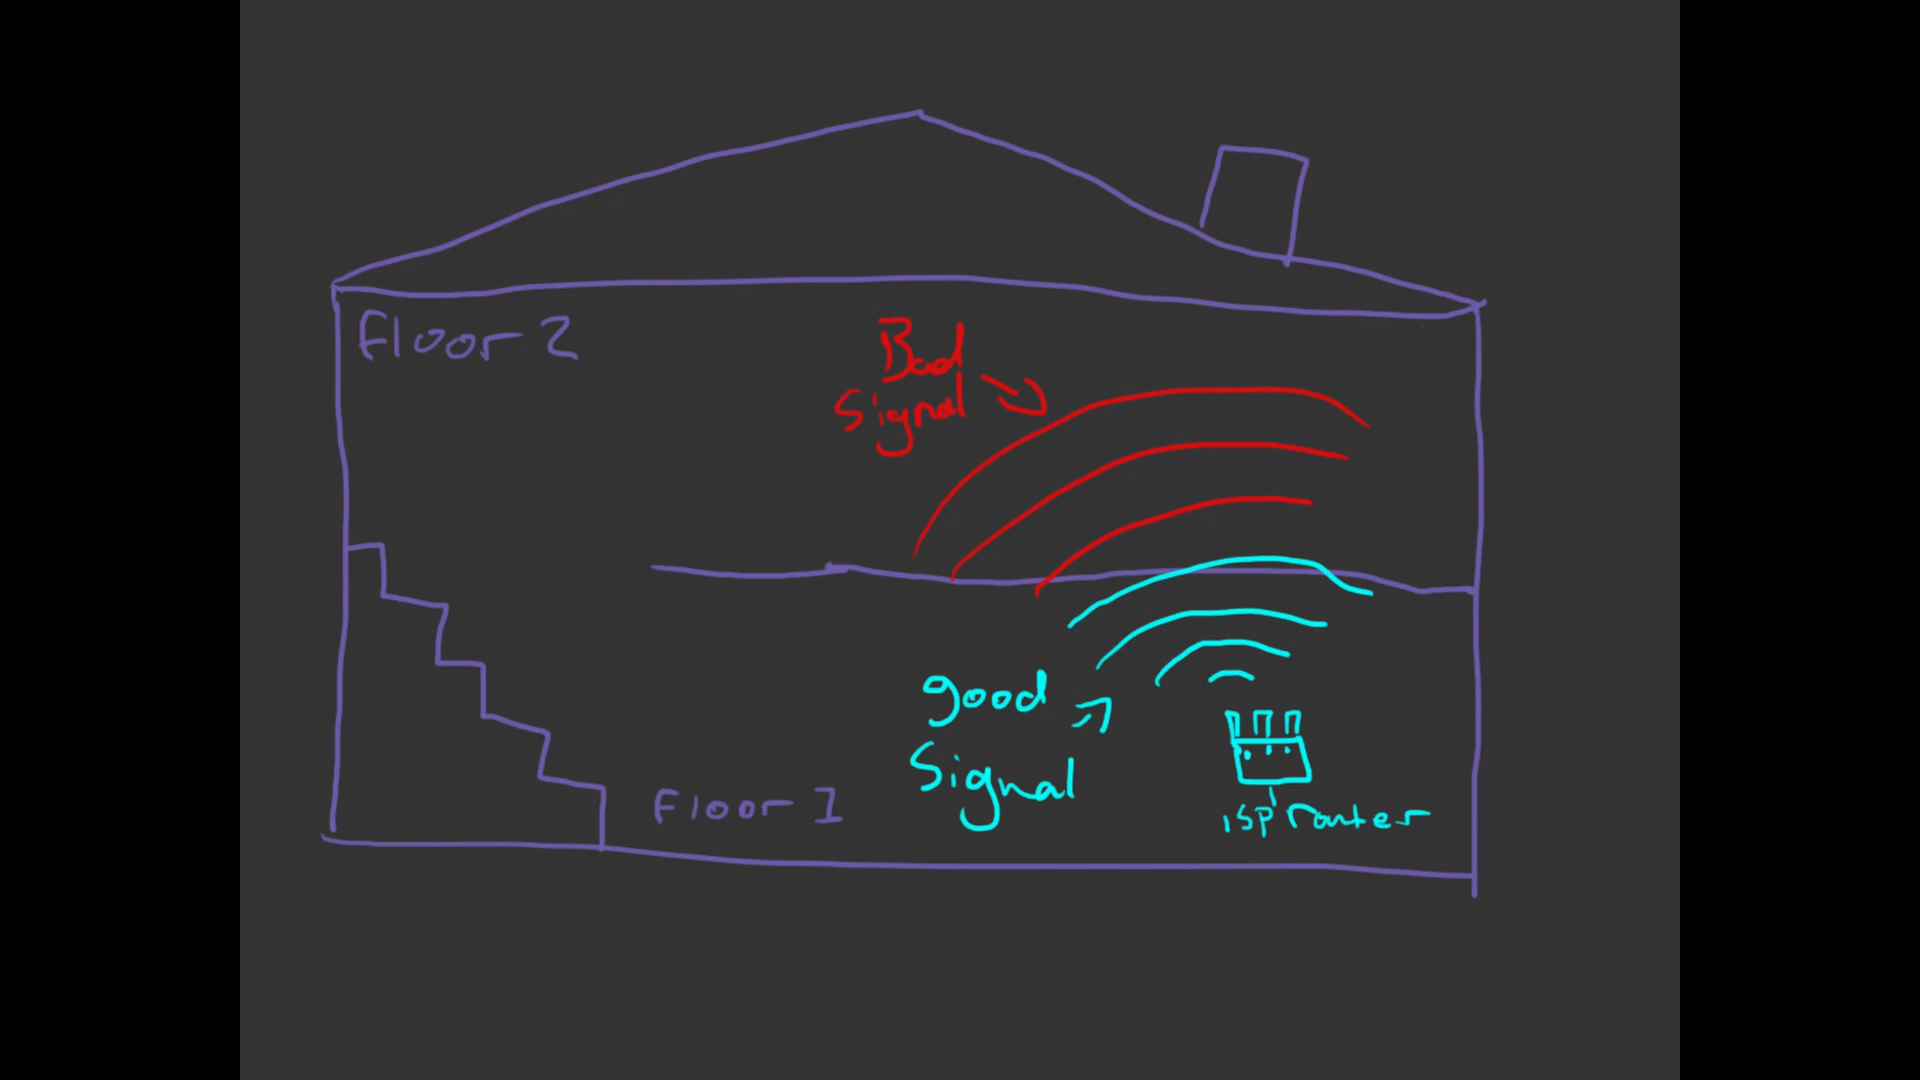 Floor 2
Bad
Signal
good
Signal
Floor 1
isp router